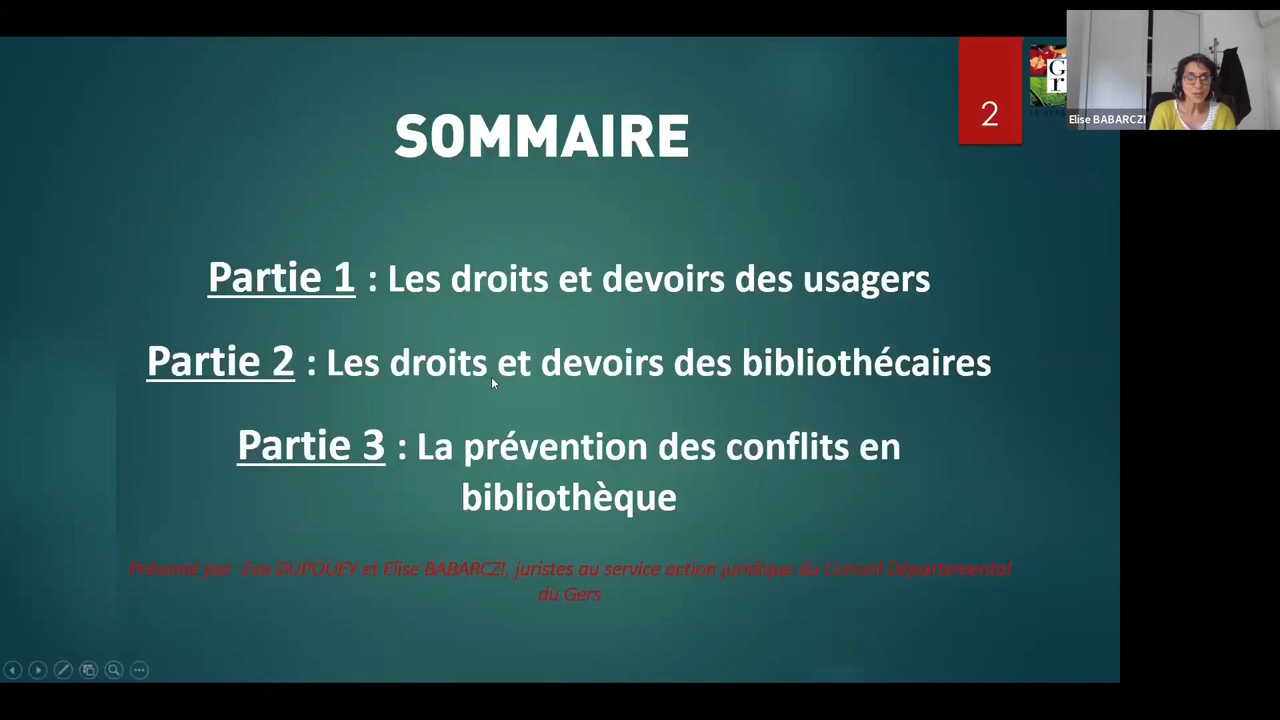 SOMMAIRE
2
G
r
Elise BABARCZI
Partie 1 : Les droits et devoirs des usagers
Partie 2 : Les droits et devoirs des bibliothécaires
Partie 3 : La prévention des conflits en
bibliothèque
Présenté par Eva DUPOUEY et Elise BABARCZI, juristes au service action juridique du Conseil Départemental
du Gers